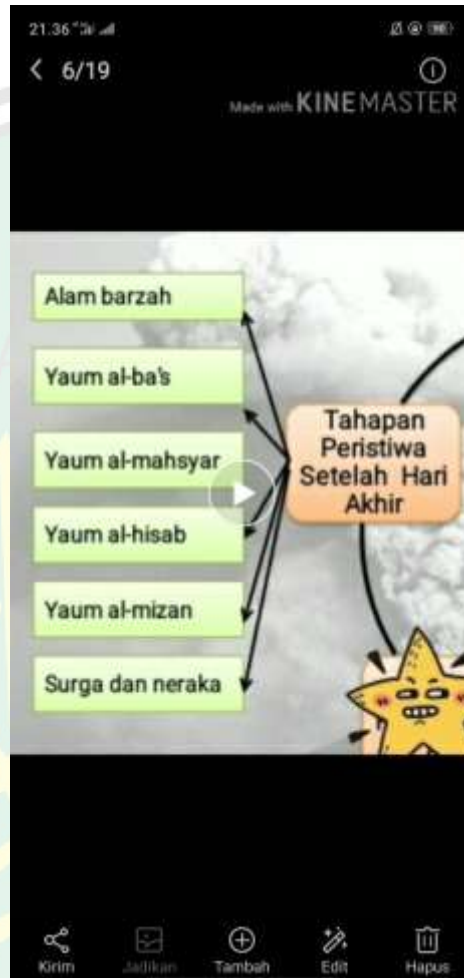 21.36
6/19
Made with KINEMASTER
Alam barzah
Yaum al-ba's
Yaum al-mahsyar
Yaum al-hisab
Yaum al-mizan
Surga dan neraka
Tahapan
Peristiwa
Setelah Hari
Akhir
Kirim
Jadikan
Tambah
Edit
Hapus